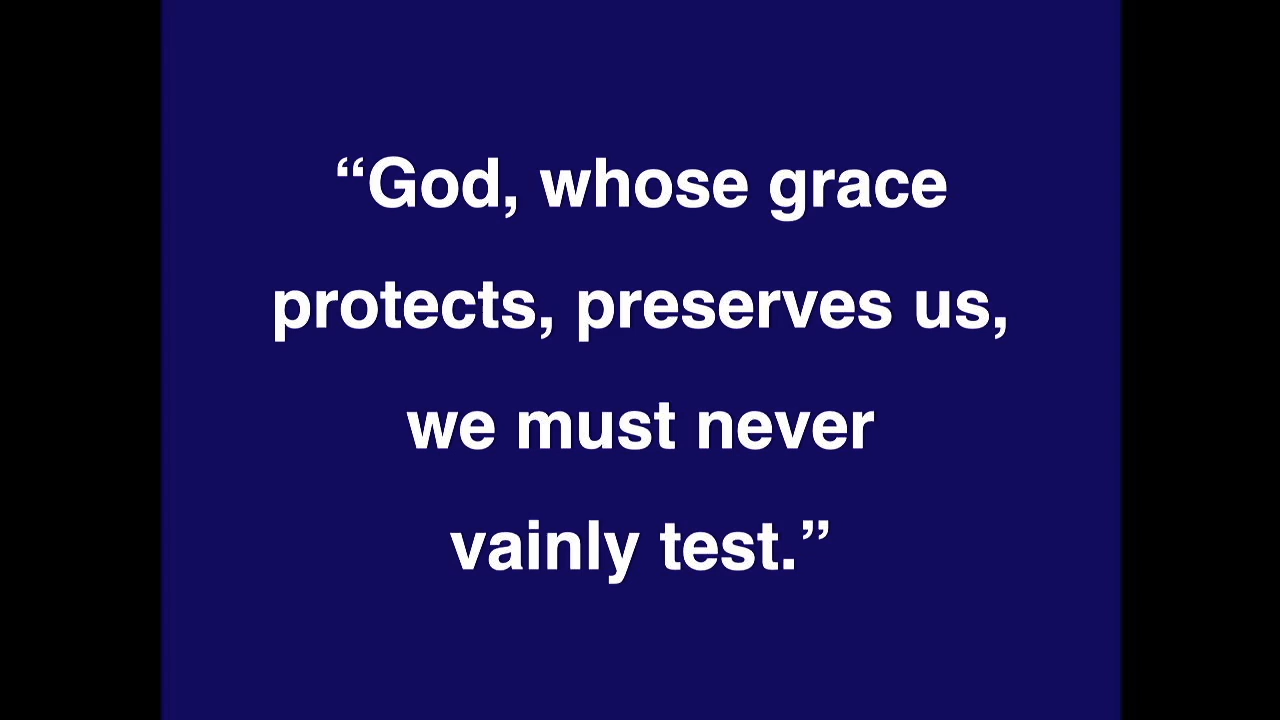 “God, whose grace
protects, preserves us,
we must never
vainly test.”